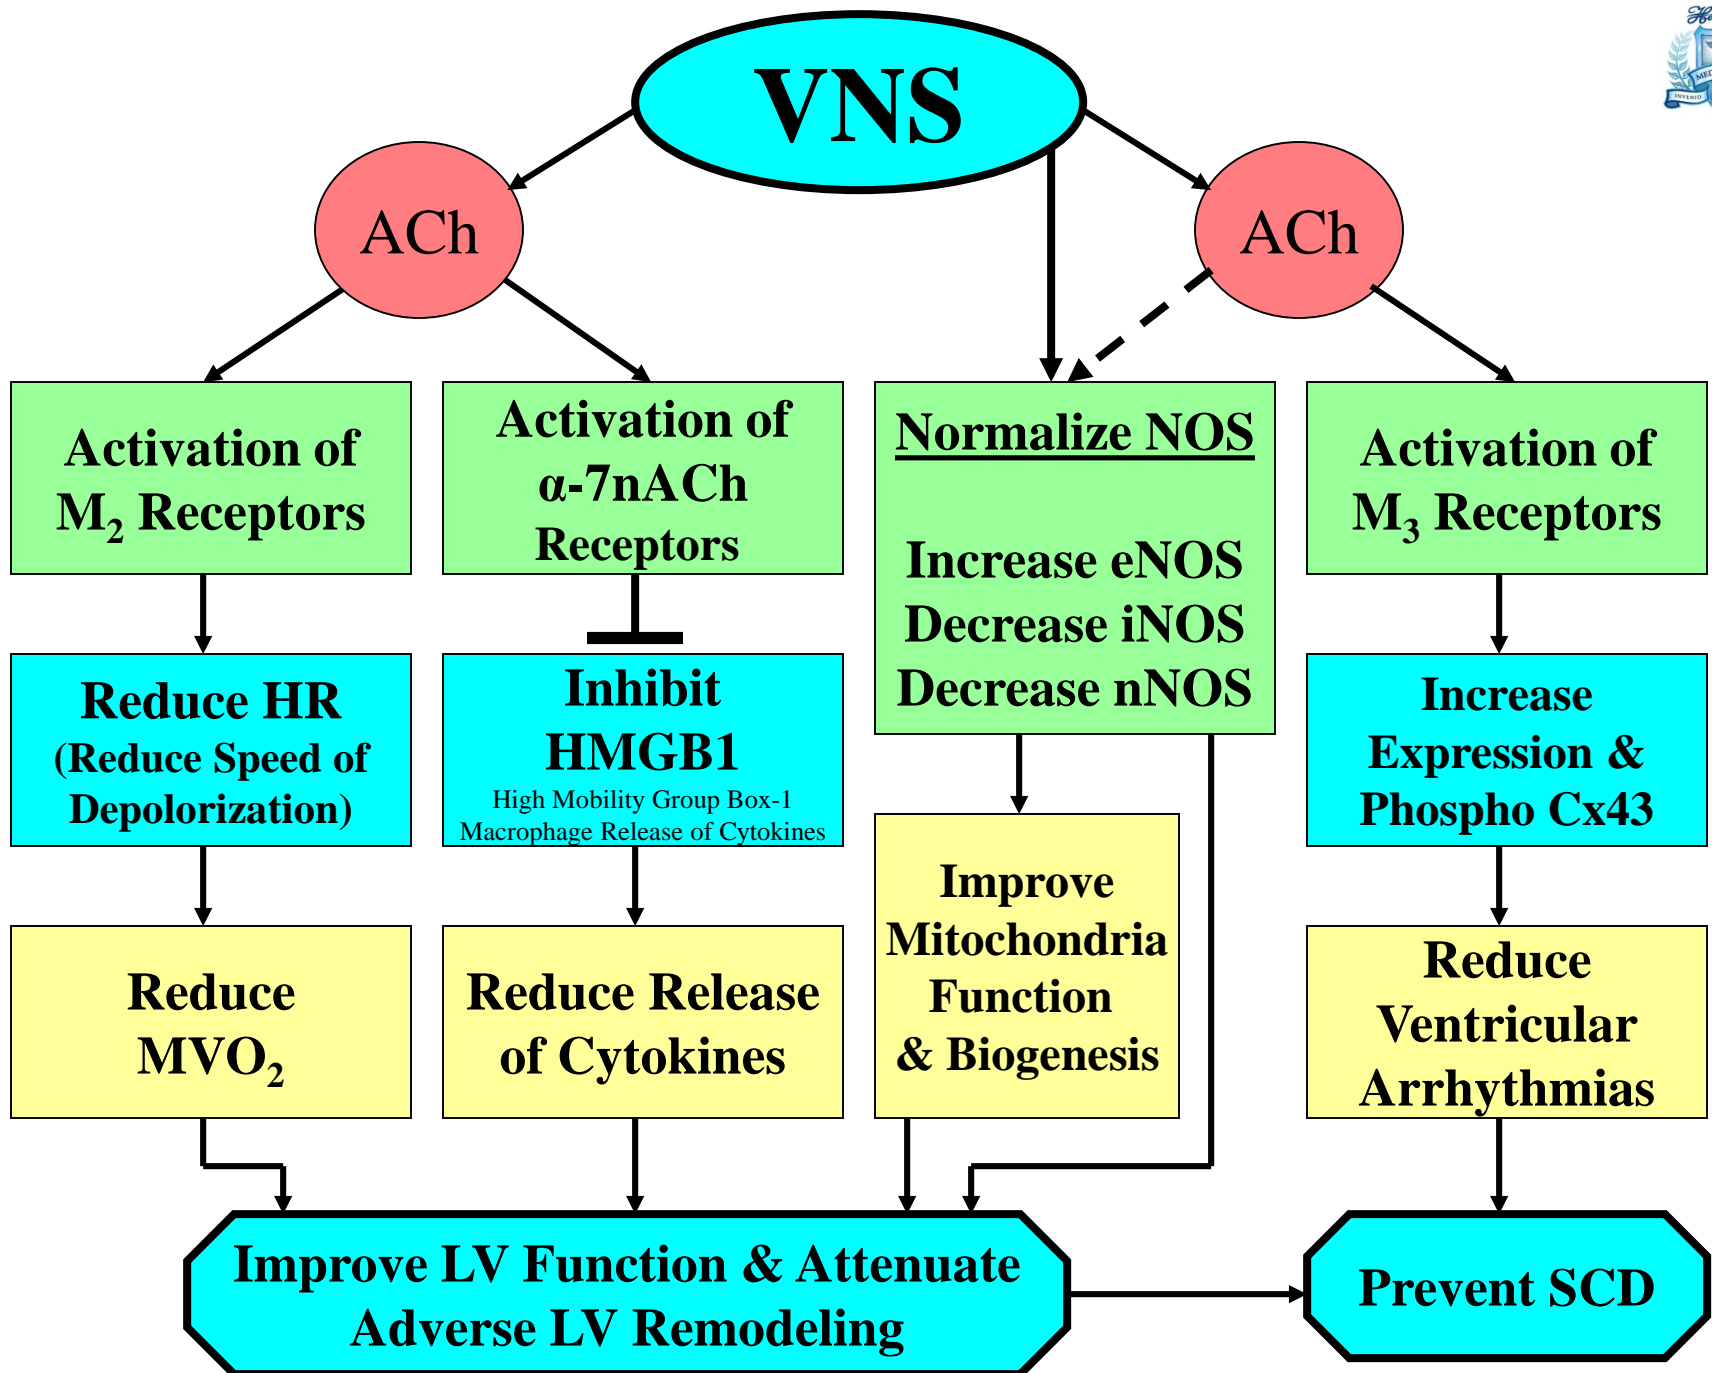 VNS
ACh
ACh
Activation of
M₂ Receptors
Activation of
α-7nACh
Receptors
Normalize NOS
Increase eNOS
Decrease iNOS
Decrease nNOS
Activation of
M₃ Receptors
Reduce HR
(Reduce Speed of
Depolorization)
Inhibit
HMGB1
High Mobility Group Box-1
Macrophage Release of Cytokines
Increase
Expression &
Phospho Cx43
Reduce
MVO₂
Reduce Release
of Cytokines
Improve
Mitochondria
Function
& Biogenesis
Reduce
Ventricular
Arrhythmias
Improve LV Function & Attenuate
Adverse LV Remodeling
Prevent SCD